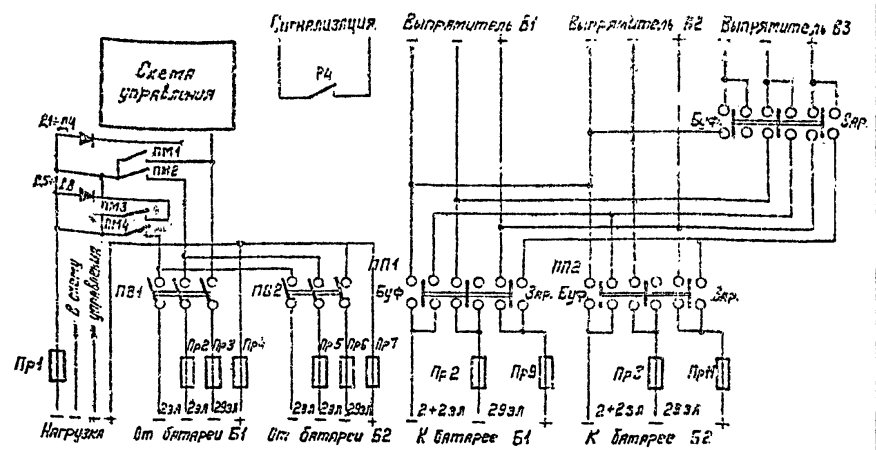 Сигнализация
Выпрямитель Б1
Выпрямитель Б2
Выпрямитель В3
Схема
управления
Р4
Буф.
Зар.
ПМ1
ПМ2
ПМ3
ПМ4
ПВ1
ПВ2
ПП1
Буф
Зар.
ПП2
Буф.
Зар.
В схему
управления
Пр1
Пр2
Пр3
Пр4
Пр5
Пр6
Пр7
Пр2
Пр9
Пр3
Пр11
2эл
2эл
29эл
2эл
2эл
29эл
2+2эл
29эл
2+2эл
Нагрузка
От батареи Б1
От батареи Б2
К батарее Б1
К батарее Б2